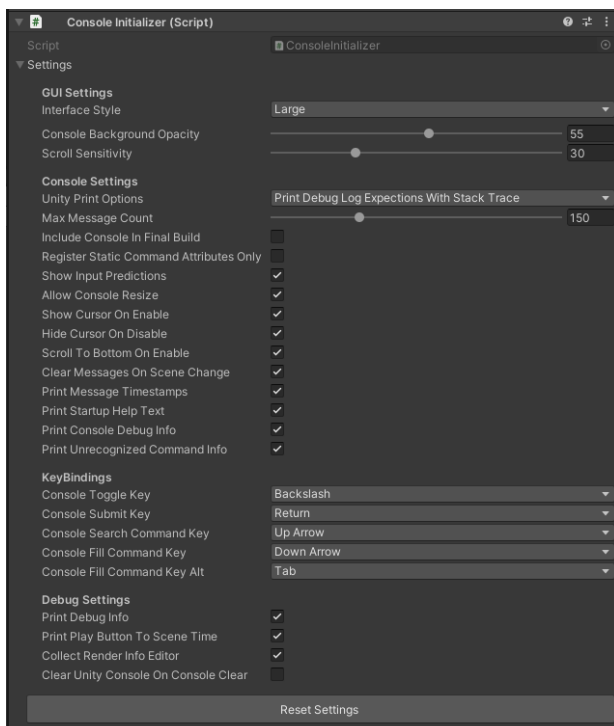 Console Initializer (Script)
Script ConsoleInitializer
Settings
GUI Settings
Interface Style Large
Console Background Opacity 55
Scroll Sensitivity 30
Console Settings
Unity Print Options Print Debug Log Expections With Stack Trace
Max Message Count 150
Include Console In Final Build
Register Static Command Attributes Only
Show Input Predictions
Allow Console Resize
Show Cursor On Enable
Hide Cursor On Disable
Scroll To Bottom On Enable
Clear Messages On Scene Change
Print Message Timestamps
Print Startup Help Text
Print Console Debug Info
Print Unrecognized Command Info
KeyBindings
Console Toggle Key Backslash
Console Submit Key Return
Console Search Command Key Up Arrow
Console Fill Command Key Down Arrow
Console Fill Command Key Alt Tab
Debug Settings
Print Debug Info
Print Play Button To Scene Time
Collect Render Info Editor
Clear Unity Console On Console Clear
Reset Settings